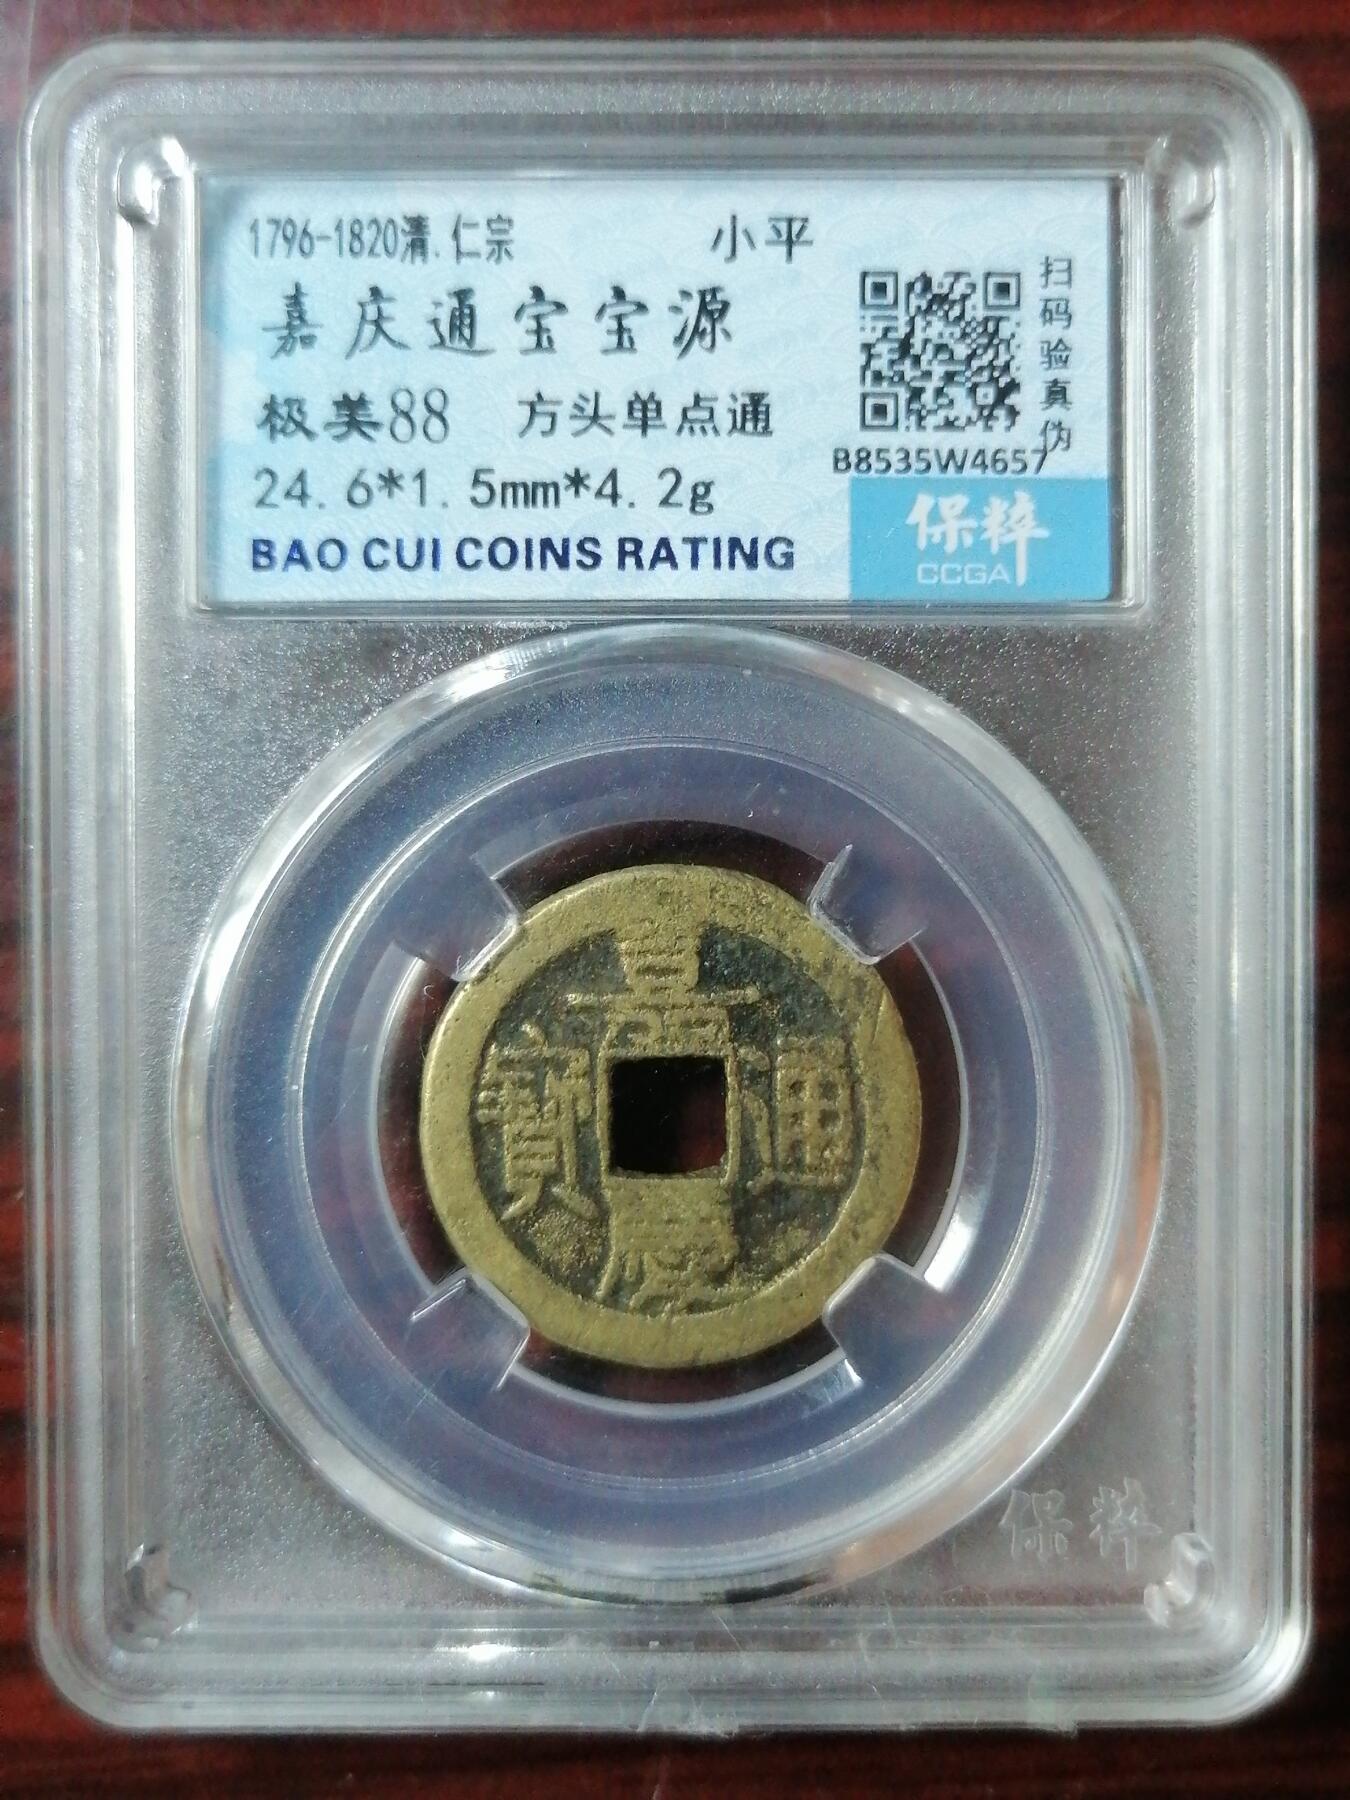 1796-1820清.仁宗 小平
嘉庆通宝宝源
极美88 方头单点通
24.6*1.5mm*4.2g
BAO CUI COINS RATING
扫码验真伪
B8535W4657
保粹
CCGA
嘉慶通寶
保粹